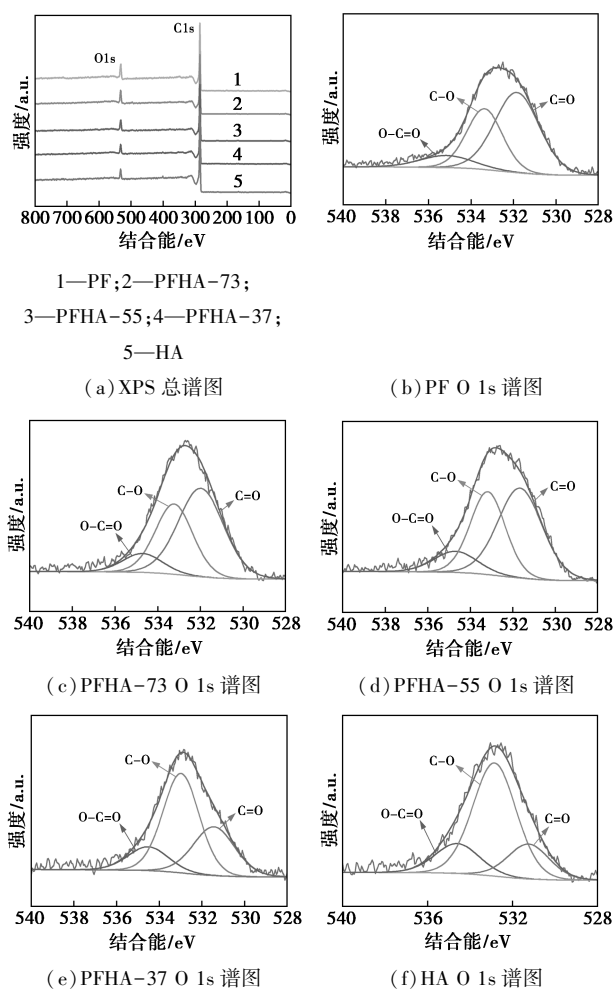 C1s
O1s
1
2
3
4
5
强度/a.u.
800 700 600 500 400 300 200 100 0
结合能/eV
1—PF;2—PFHA-73;
3—PFHA-55;4—PFHA-37;
5—HA
(a)XPS 总谱图
C-O
C=O
O-C=O
强度/a.u.
540 538 536 534 532 530 528
结合能/eV
(b)PF O 1s 谱图
C-O
C=O
O-C=O
强度/a.u.
540 538 536 534 532 530 528
结合能/eV
(c)PFHA-73 O 1s 谱图
C-O
C=O
O-C=O
强度/a.u.
540 538 536 534 532 530 528
结合能/eV
(d)PFHA-55 O 1s 谱图
C-O
O-C=O
C=O
强度/a.u.
540 538 536 534 532 530 528
结合能/eV
(e)PFHA-37 O 1s 谱图
C-O
O-C=O
C=O
强度/a.u.
540 538 536 534 532 530 528
结合能/eV
(f)HA O 1s 谱图